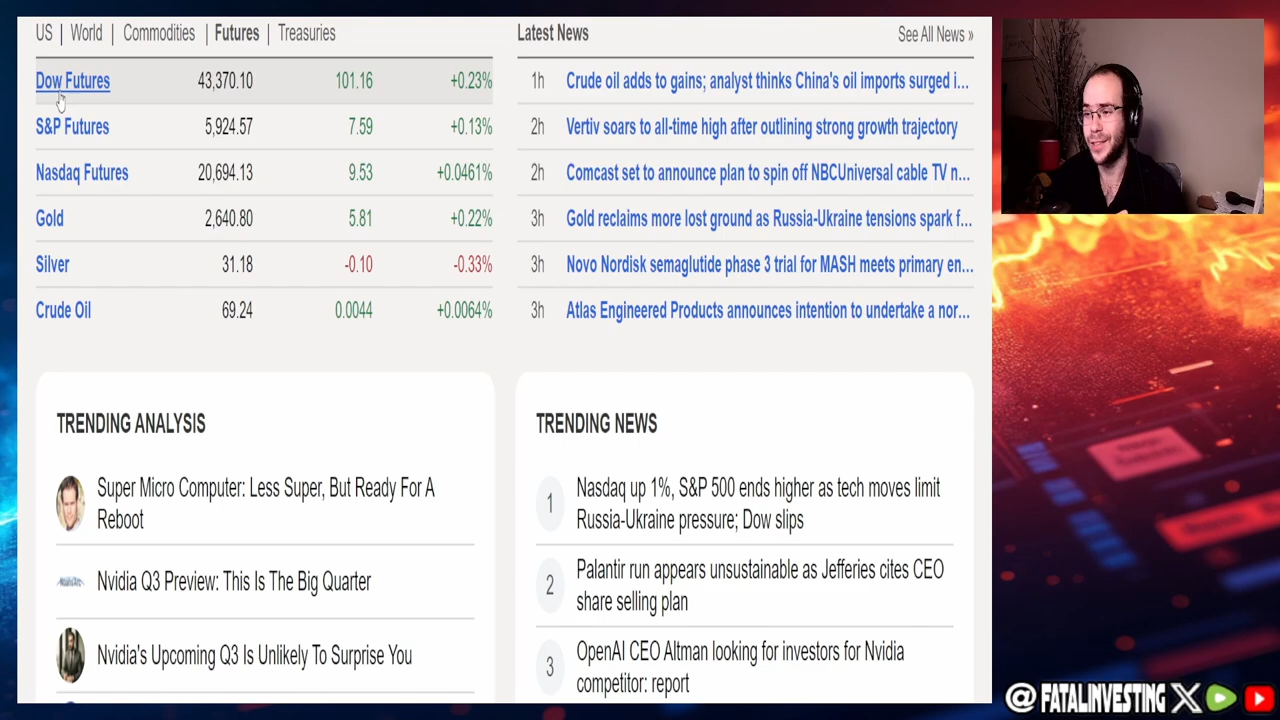 US | World | Commodities | Futures | Treasuries
Dow Futures 43,370.10 101.16 +0.23%
S&P Futures 5,924.57 7.59 +0.13%
Nasdaq Futures 20,694.13 9.53 +0.0461%
Gold 2,640.80 5.81 +0.22%
Silver 31.18 -0.10 -0.33%
Crude Oil 69.24 0.0044 +0.0064%
Latest News See All News »
1h Crude oil adds to gains; analyst thinks China's oil imports surged i...
2h Vertiv soars to all-time high after outlining strong growth trajectory
2h Comcast set to announce plan to spin off NBCUniversal cable TV n...
3h Gold reclaims more lost ground as Russia-Ukraine tensions spark f...
3h Novo Nordisk semaglutide phase 3 trial for MASH meets primary en...
3h Atlas Engineered Products announces intention to undertake a nor...
TRENDING ANALYSIS
Super Micro Computer: Less Super, But Ready For A
Reboot
Nvidia Q3 Preview: This Is The Big Quarter
Nvidia's Upcoming Q3 Is Unlikely To Surprise You
TRENDING NEWS
1 Nasdaq up 1%, S&P 500 ends higher as tech moves limit
Russia-Ukraine pressure; Dow slips
2 Palantir run appears unsustainable as Jefferies cites CEO
share selling plan
3 OpenAI CEO Altman looking for investors for Nvidia
competitor: report
@FATALINVESTING